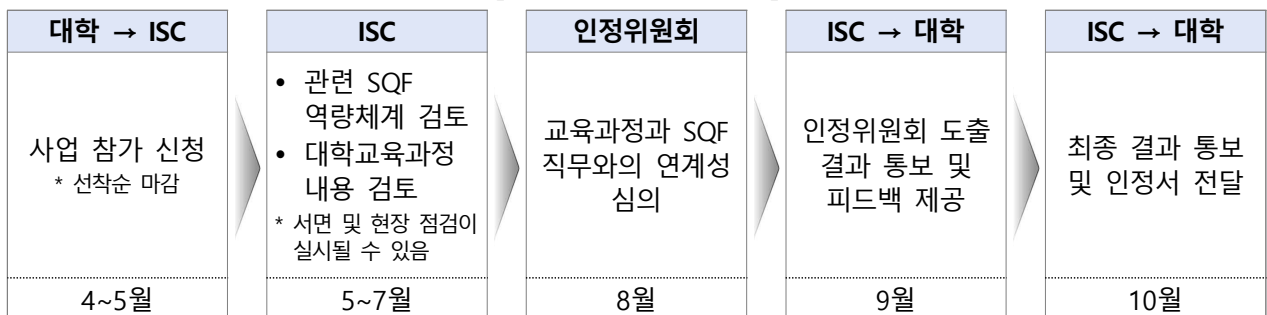 대학 → ISC
사업 참가 신청
* 선착순 마감
4~5월
ISC
• 관련 SQF
역량체계 검토
• 대학교육과정
내용 검토
* 서면 및 현장 점검이
실시될 수 있음
5~7월
인정위원회
교육과정과 SQF
직무와의 연계성
심의
8월
ISC → 대학
인정위원회 도출
결과 통보 및
피드백 제공
9월
ISC → 대학
최종 결과 통보
및 인정서 전달
10월